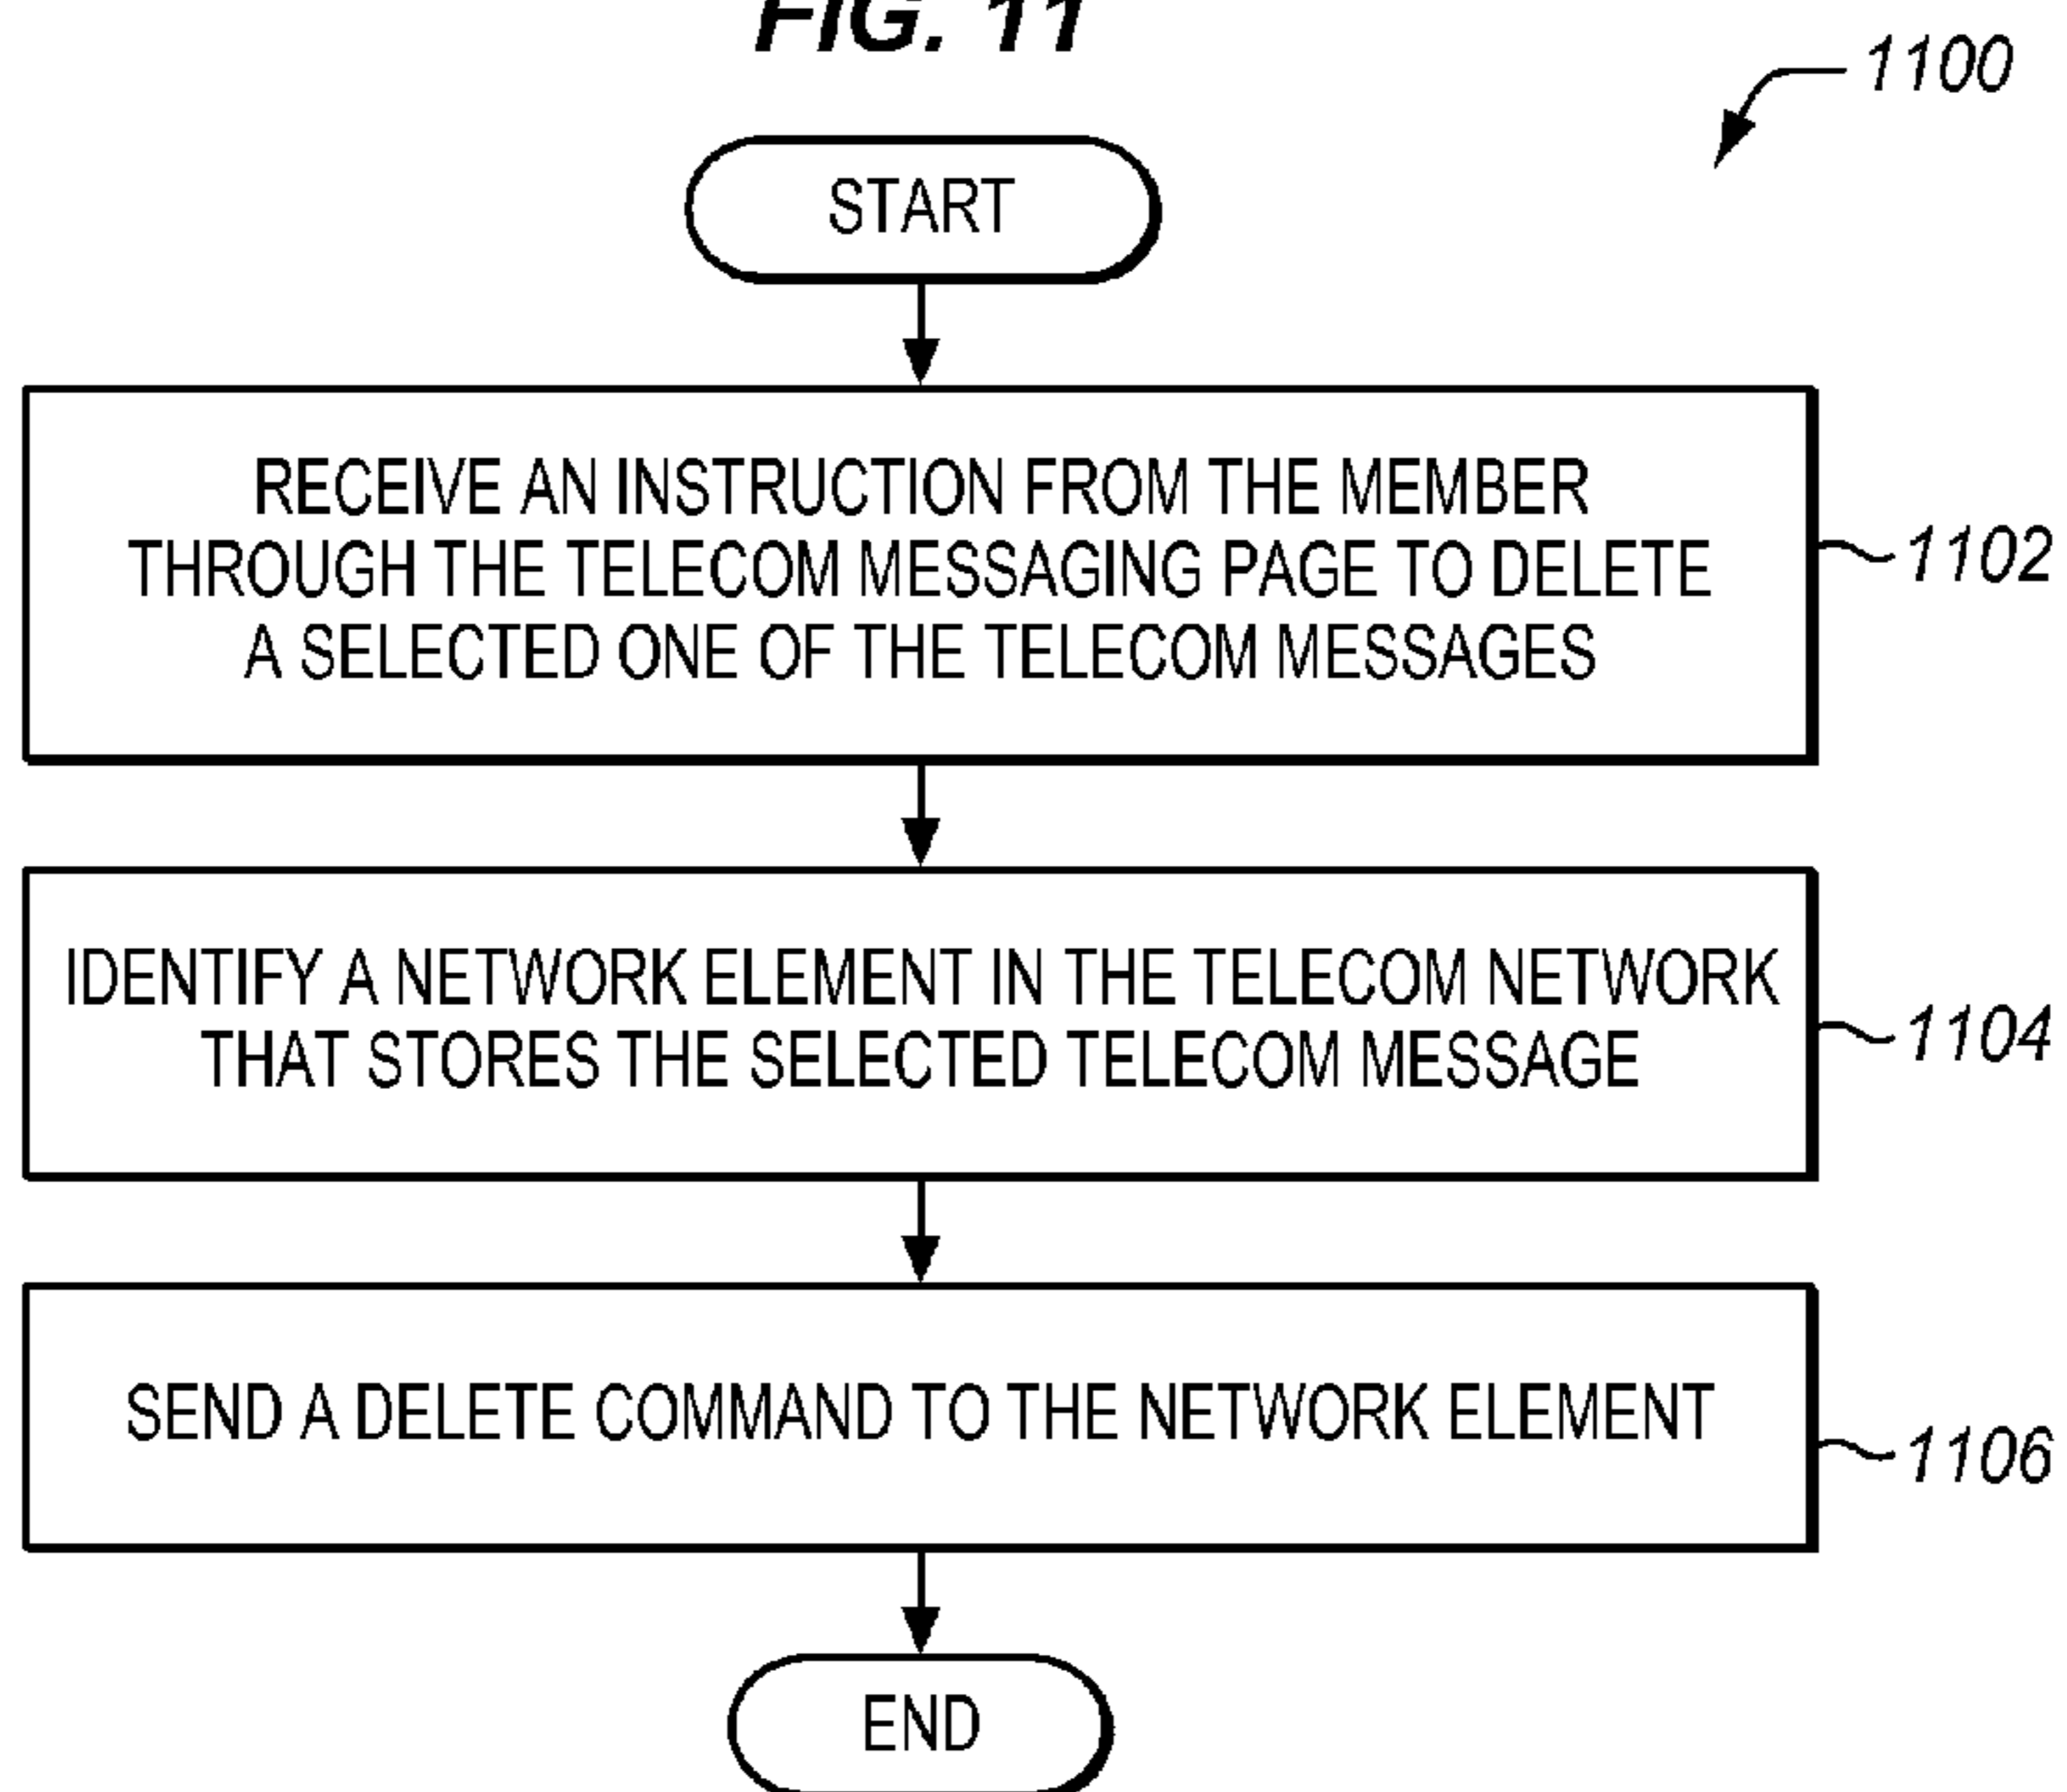 FIG. 11
1100
START
RECEIVE AN INSTRUCTION FROM THE MEMBER
THROUGH THE TELECOM MESSAGING PAGE TO DELETE
A SELECTED ONE OF THE TELECOM MESSAGES
1102
IDENTIFY A NETWORK ELEMENT IN THE TELECOM NETWORK
THAT STORES THE SELECTED TELECOM MESSAGE
1104
SEND A DELETE COMMAND TO THE NETWORK ELEMENT
1106
END